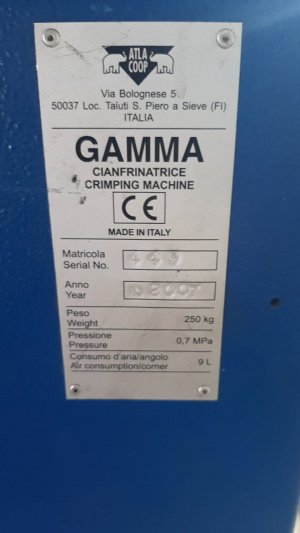 ATLA
COOP
Via Bolognese 5
50037 Loc. Taluti S. Piero a Sieve (FI)
ITALIA
GAMMA
CIANFRINATRICE
CRIMPING MACHINE
CE
MADE IN ITALY
Matricola
Serial No.
Anno
Year
2007
Peso
Weight
250 kg
Pressione
Pressure
0,7 MPa
Consumo d'aria/angolo
Air consumption/corner
9 L